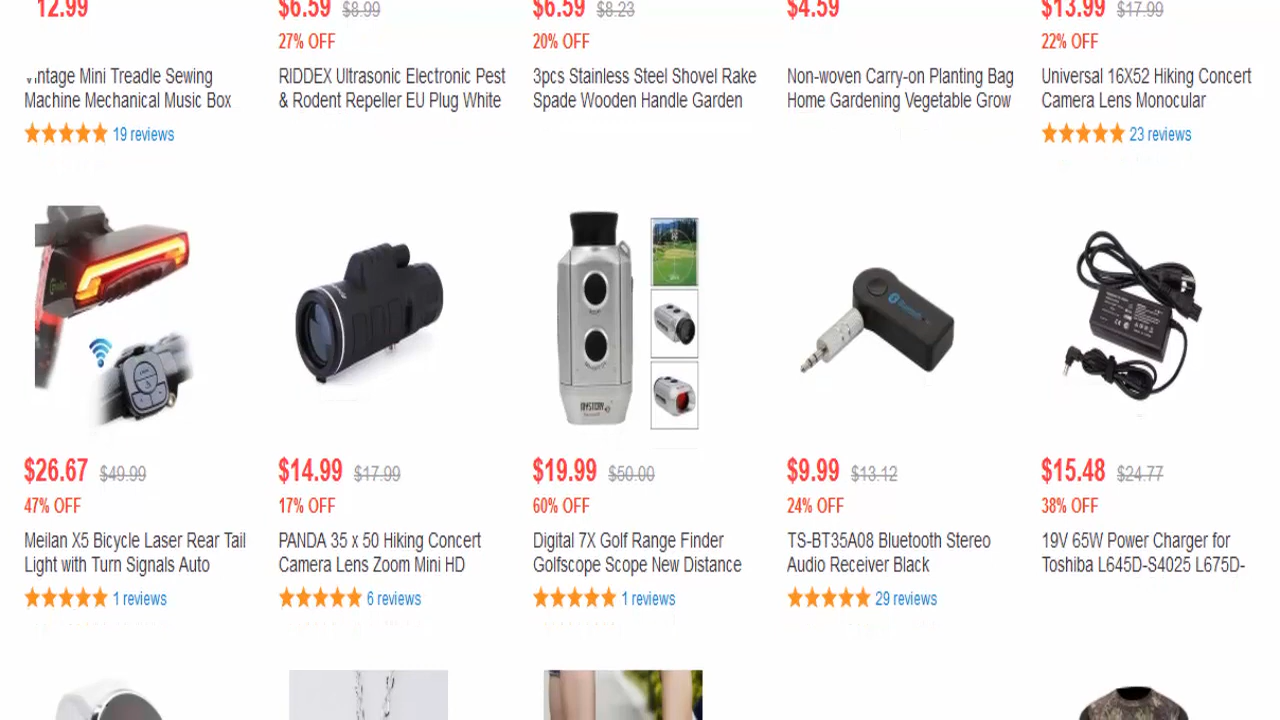 12.99
$6.59 $8.99
$6.59 $8.23
$4.59
$13.99 $17.99
27% OFF
20% OFF
22% OFF
Vintage Mini Treadle Sewing
Machine Mechanical Music Box
RIDDEX Ultrasonic Electronic Pest
& Rodent Repeller EU Plug White
3pcs Stainless Steel Shovel Rake
Spade Wooden Handle Garden
Non-woven Carry-on Planting Bag
Home Gardening Vegetable Grow
Universal 16X52 Hiking Concert
Camera Lens Monocular
19 reviews
23 reviews
MYSTERY
$26.67 $49.99
47% OFF
Meilan X5 Bicycle Laser Rear Tail
Light with Turn Signals Auto
1 reviews
$14.99 $17.99
17% OFF
PANDA 35 x 50 Hiking Concert
Camera Lens Zoom Mini HD
6 reviews
$19.99 $50.00
60% OFF
Digital 7X Golf Range Finder
Golfscope Scope New Distance
1 reviews
$9.99 $13.12
24% OFF
TS-BT35A08 Bluetooth Stereo
Audio Receiver Black
29 reviews
$15.48 $24.77
38% OFF
19V 65W Power Charger for
Toshiba L645D-S4025 L675D-